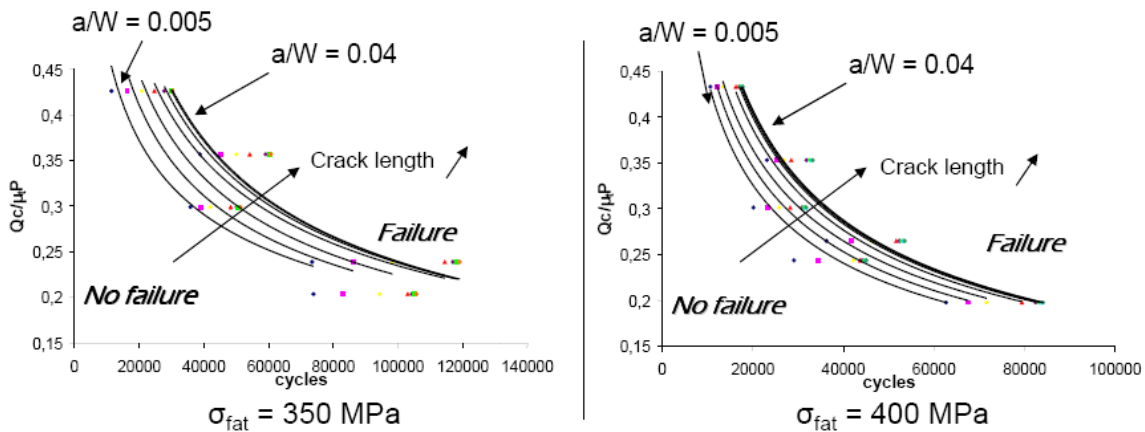 a/W = 0.005
a/W = 0.04
0,45
0,4
0,35
0,3
0,25
0,2
0,15
Qc/μP
Crack length
Failure
No failure
0 20000 40000 60000 80000 100000 120000 140000
cycles
σfat = 350 MPa
a/W = 0.005
a/W = 0.04
0,45
0,4
0,35
0,3
0,25
0,2
0,15
Qc/μP
Crack length
Failure
No failure
0 20000 40000 60000 80000 100000
cycles
σfat = 400 MPa